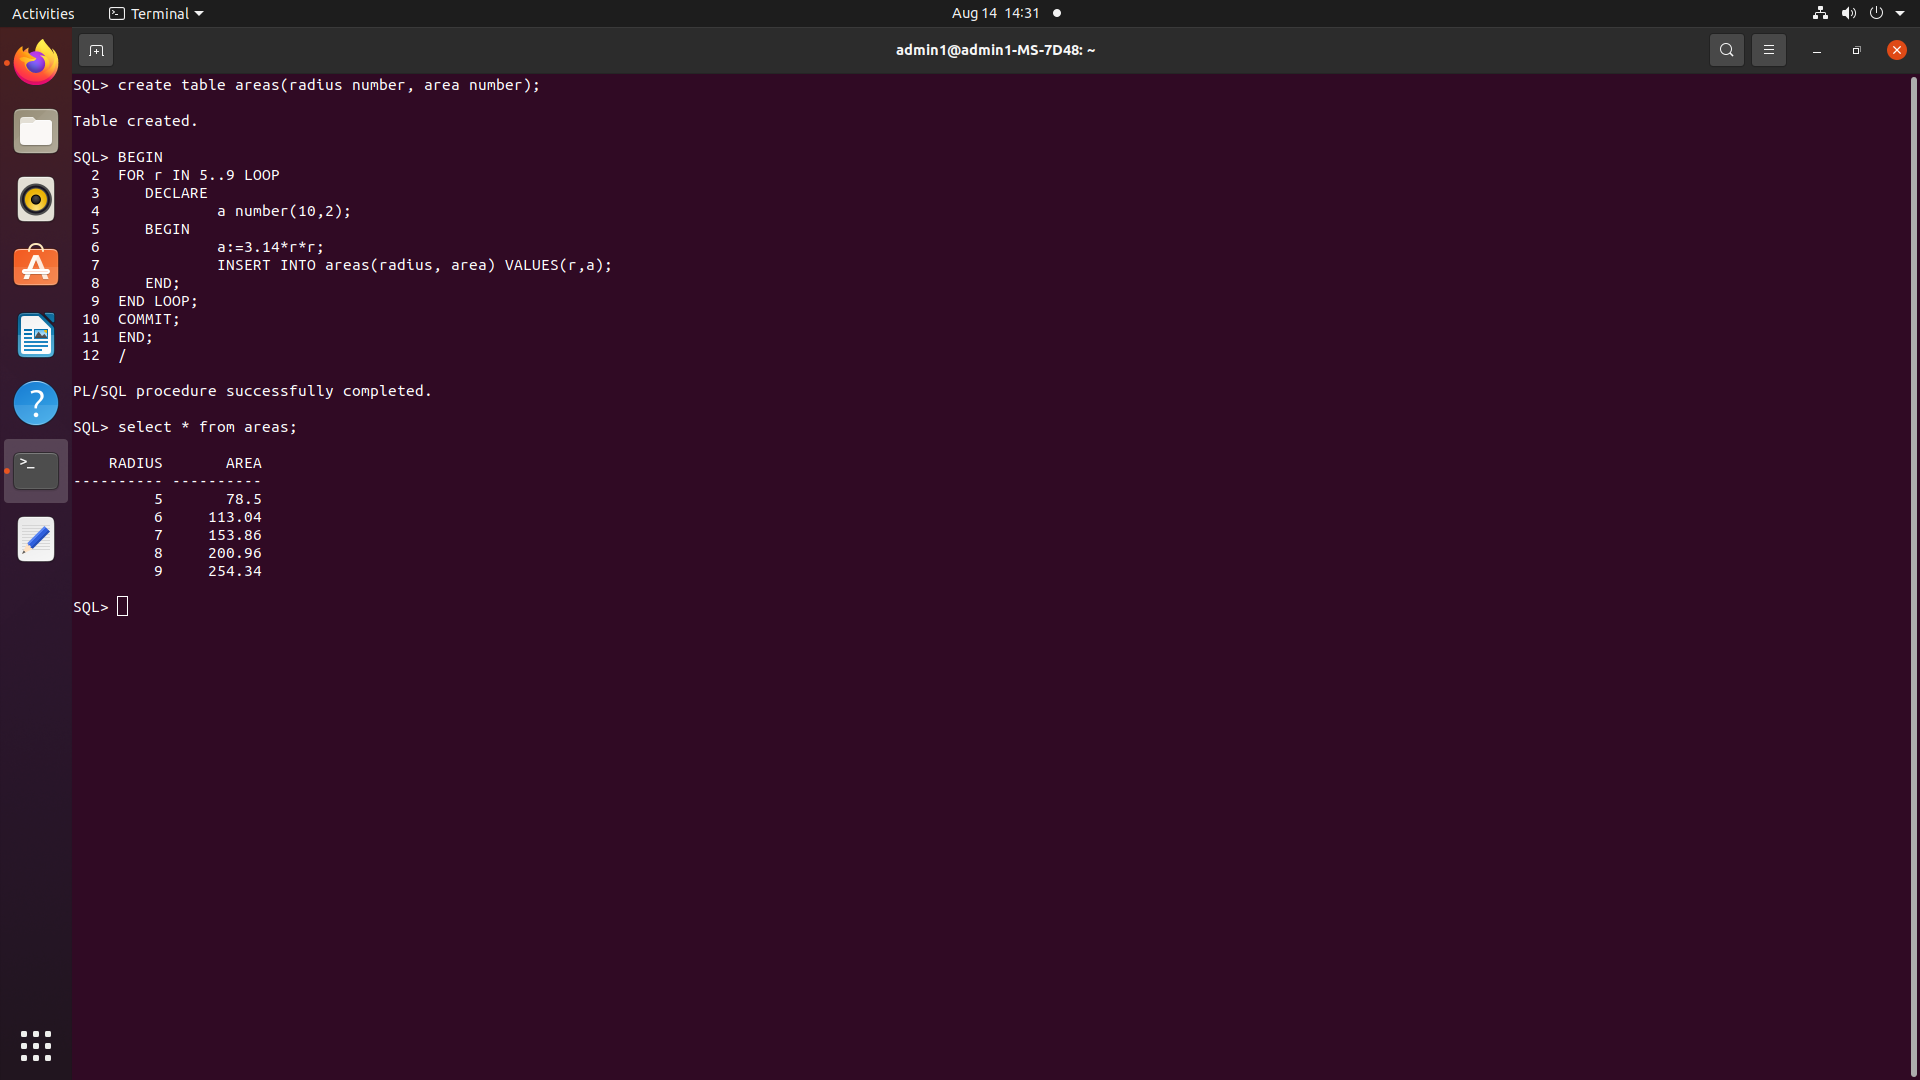 Activities Terminal Aug 14 14:31
admin1@admin1-MS-7D48: ~
SQL> create table areas(radius number, area number);
Table created.
SQL> BEGIN
2 FOR r IN 5..9 LOOP
3 DECLARE
4 a number(10,2);
5 BEGIN
6 a:=3.14*r*r;
7 INSERT INTO areas(radius, area) VALUES(r,a);
8 END;
9 END LOOP;
10 COMMIT;
11 END;
12 /
PL/SQL procedure successfully completed.
SQL> select * from areas;
RADIUS AREA
---------- ----------
5 78.5
6 113.04
7 153.86
8 200.96
9 254.34
SQL>